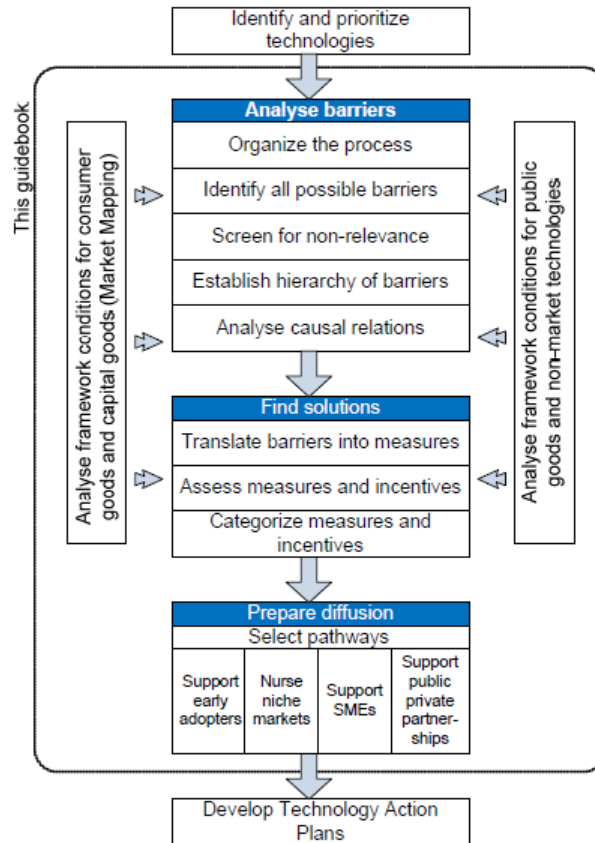 Identify and prioritize
technologies
This guidebook
Analyse framework conditions for consumer
goods and capital goods (Market Mapping)
Analyse barriers
Organize the process
Identify all possible barriers
Screen for non-relevance
Establish hierarchy of barriers
Analyse causal relations
Find solutions
Translate barriers into measures
Assess measures and incentives
Categorize measures and
incentives
Prepare diffusion
Select pathways
Support
early
adopters
Nurse
niche
markets
Support
SMEs
Support
public
private
partner-
ships
Analyse framework conditions for public
goods and non-market technologies
Develop Technology Action
Plans